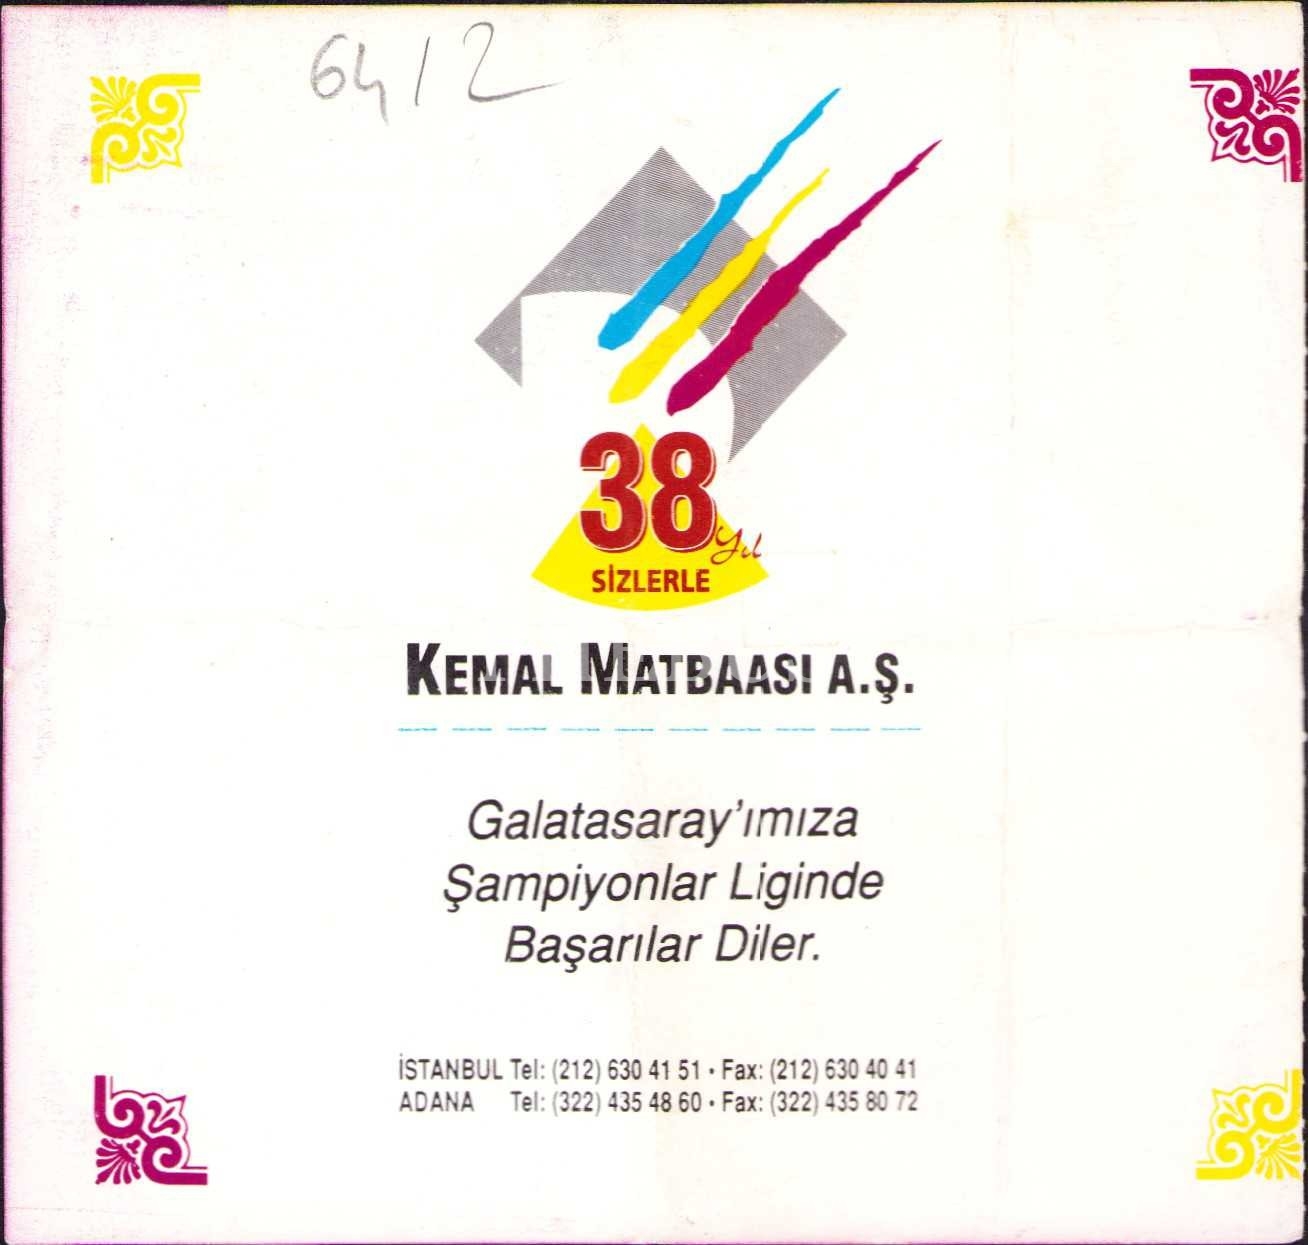 6412
38
Yıl
SİZLERLE
KEMAL MATBAASI A.Ş.
Galatasaray'ımıza
Şampiyonlar Liginde
Başarılar Diler.
İSTANBUL Tel: (212) 630 41 51 • Fax: (212) 630 40 41
ADANA Tel: (322) 435 48 60 • Fax: (322) 435 80 72